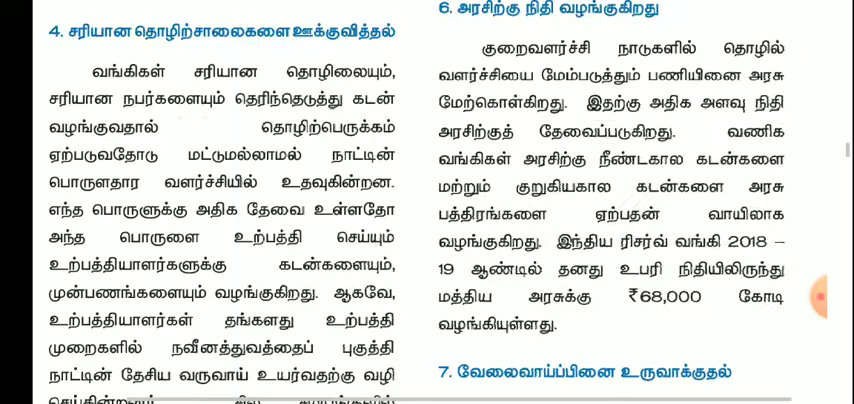 4. சரியான தொழிற்சாலைகளை ஊக்குவித்தல்
வங்கிகள் சரியான தொழிலையும்,
சரியான நபர்களையும் தெரிந்தெடுத்து கடன்
வழங்குவதால் தொழிற்பெருக்கம்
ஏற்படுவதோடு மட்டுமல்லாமல் நாட்டின்
பொருளதார வளர்ச்சியில் உதவுகின்றன.
எந்த பொருளுக்கு அதிக தேவை உள்ளதோ
அந்த பொருளை உற்பத்தி செய்யும்
உற்பத்தியாளர்களுக்கு கடன்களையும்,
முன்பணங்களையும் வழங்குகிறது. ஆகவே,
உற்பத்தியாளர்கள் தங்களது உற்பத்தி
முறைகளில் நவீனத்துவத்தைப் புகுத்தி
நாட்டின் தேசிய வருவாய் உயர்வதற்கு வழி
6. அரசிற்கு நிதி வழங்குகிறது
குறைவளர்ச்சி நாடுகளில் தொழில்
வளர்ச்சியை மேம்படுத்தும் பணியினை அரசு
மேற்கொள்கிறது. இதற்கு அதிக அளவு நிதி
அரசிற்குத் தேவைப்படுகிறது. வணிக
வங்கிகள் அரசிற்கு நீண்டகால கடன்களை
மற்றும் குறுகியகால கடன்களை அரசு
பத்திரங்களை ஏற்பதன் வாயிலாக
வழங்குகிறது. இந்திய ரிசர்வ் வங்கி 2018 –
19 ஆண்டில் தனது உபரி நிதியிலிருந்து
மத்திய அரசுக்கு ₹68,000 கோடி
வழங்கியுள்ளது.
7. வேலைவாய்ப்பினை உருவாக்குதல்